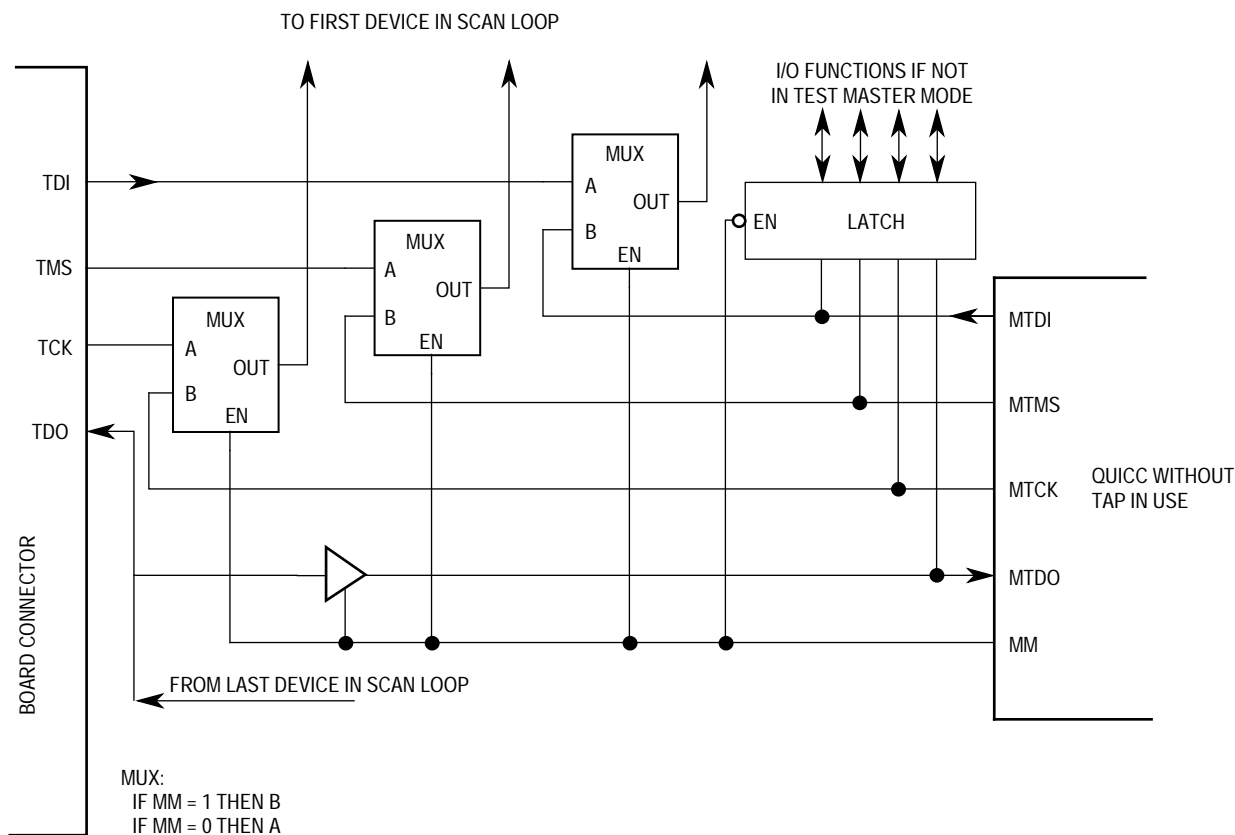 TO FIRST DEVICE IN SCAN LOOP
I/O FUNCTIONS IF NOT
IN TEST MASTER MODE
MUX
A
B
OUT
EN
TDI
EN
LATCH
MUX
A
B
OUT
EN
TMS
MUX
A
B
OUT
EN
TCK
TDO
MTDI
MTMS
MTCK
QUICC WITHOUT
TAP IN USE
MTDO
MM
BOARD CONNECTOR
FROM LAST DEVICE IN SCAN LOOP
MUX:
IF MM = 1 THEN B
IF MM = 0 THEN A